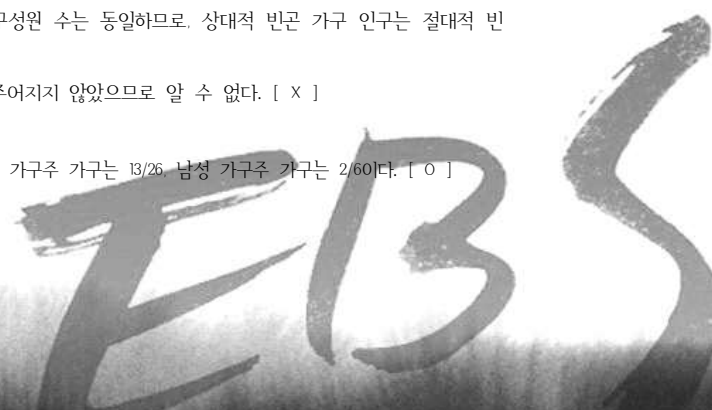 구성원 수는 동일하므로, 상대적 빈곤 가구 인구는 절대적 빈
주어지지 않았으므로 알 수 없다. [ X ]
가구주 가구는 13/26, 남성 가구주 가구는 2/60이다. [ O ]
EBS